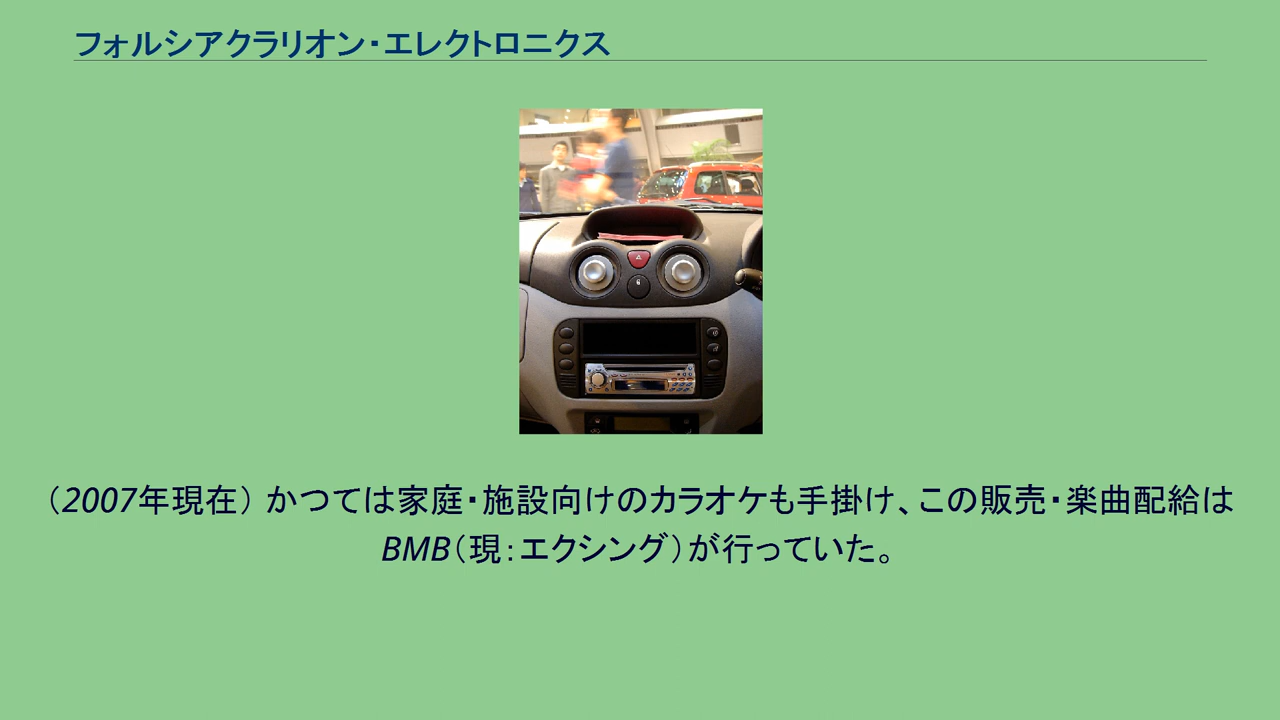 フォルシアクラリオン・エレクトロニクス
（2007年現在） かつては家庭・施設向けのカラオケも手掛け、この販売・楽曲配給は
BMB（現：エクシング）が行っていた。